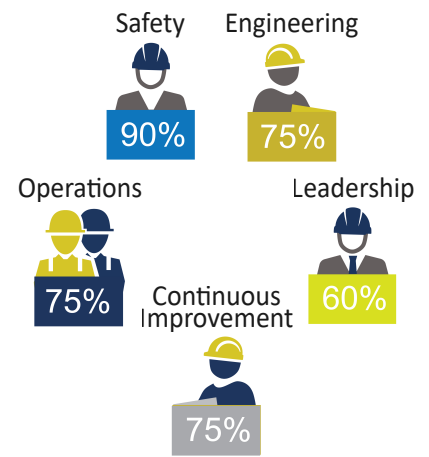 Safety
90%
Engineering
75%
Operations
75%
Leadership
60%
Continuous
Improvement
75%